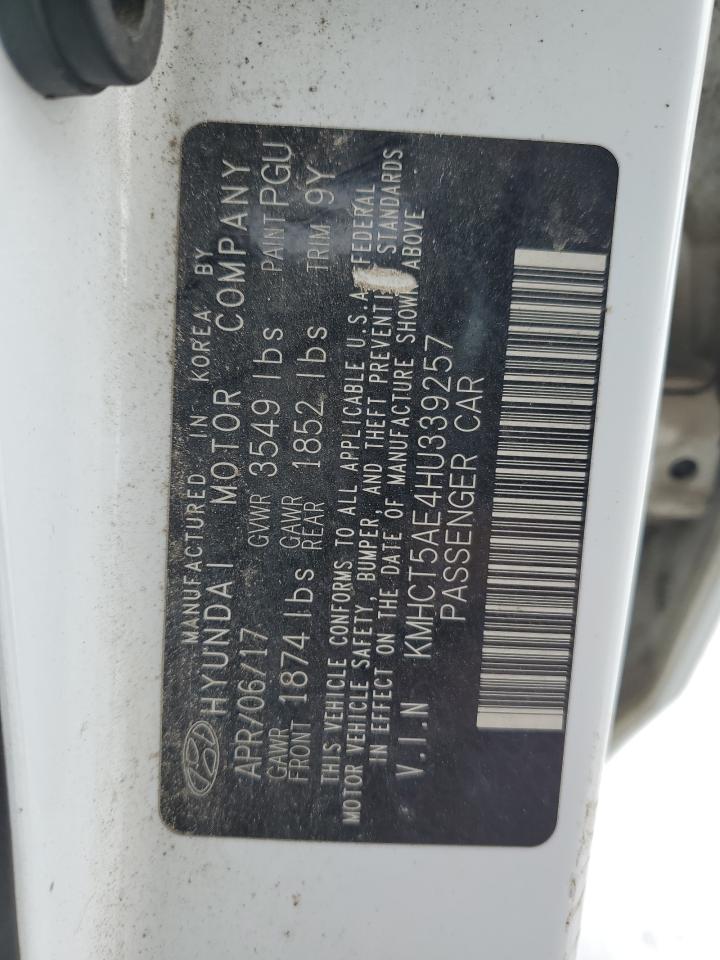 MANUFACTURED IN KOREA BY
HYUNDAI MOTOR COMPANY
APR/06/17 GVWR 3549 lbs PAINT PGU
GAWR FRONT 1874 lbs GAWR REAR 1852 lbs TRIM 9Y
THIS VEHICLE CONFORMS TO ALL APPLICABLE U.S.A. FEDERAL
MOTOR VEHICLE SAFETY, BUMPER, AND THEFT PREVENTI STANDARDS
IN EFFECT ON THE DATE OF MANUFACTURE SHOWN ABOVE
V.I.N KMHCT5AE4HU339257
PASSENGER CAR